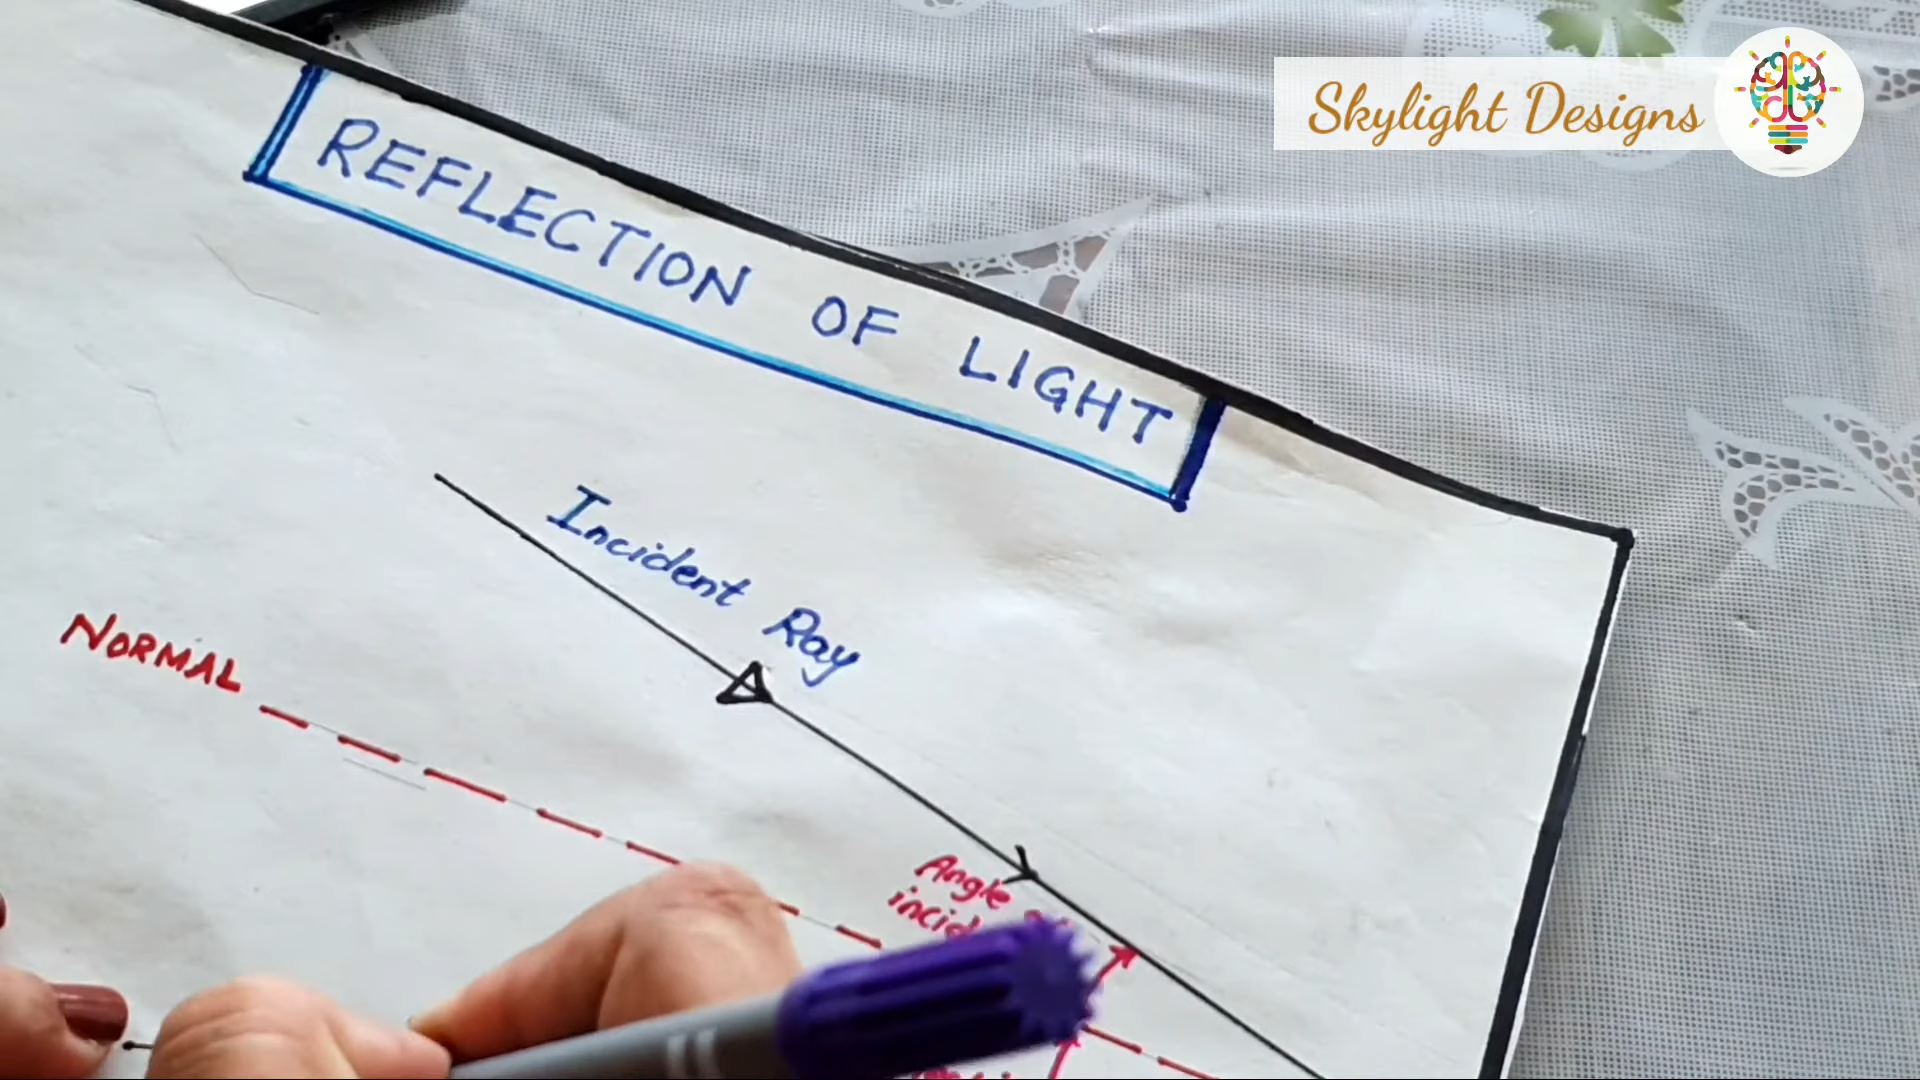 Skylight Designs
REFLECTION OF LIGHT
Incident Ray
NORMAL
Angle